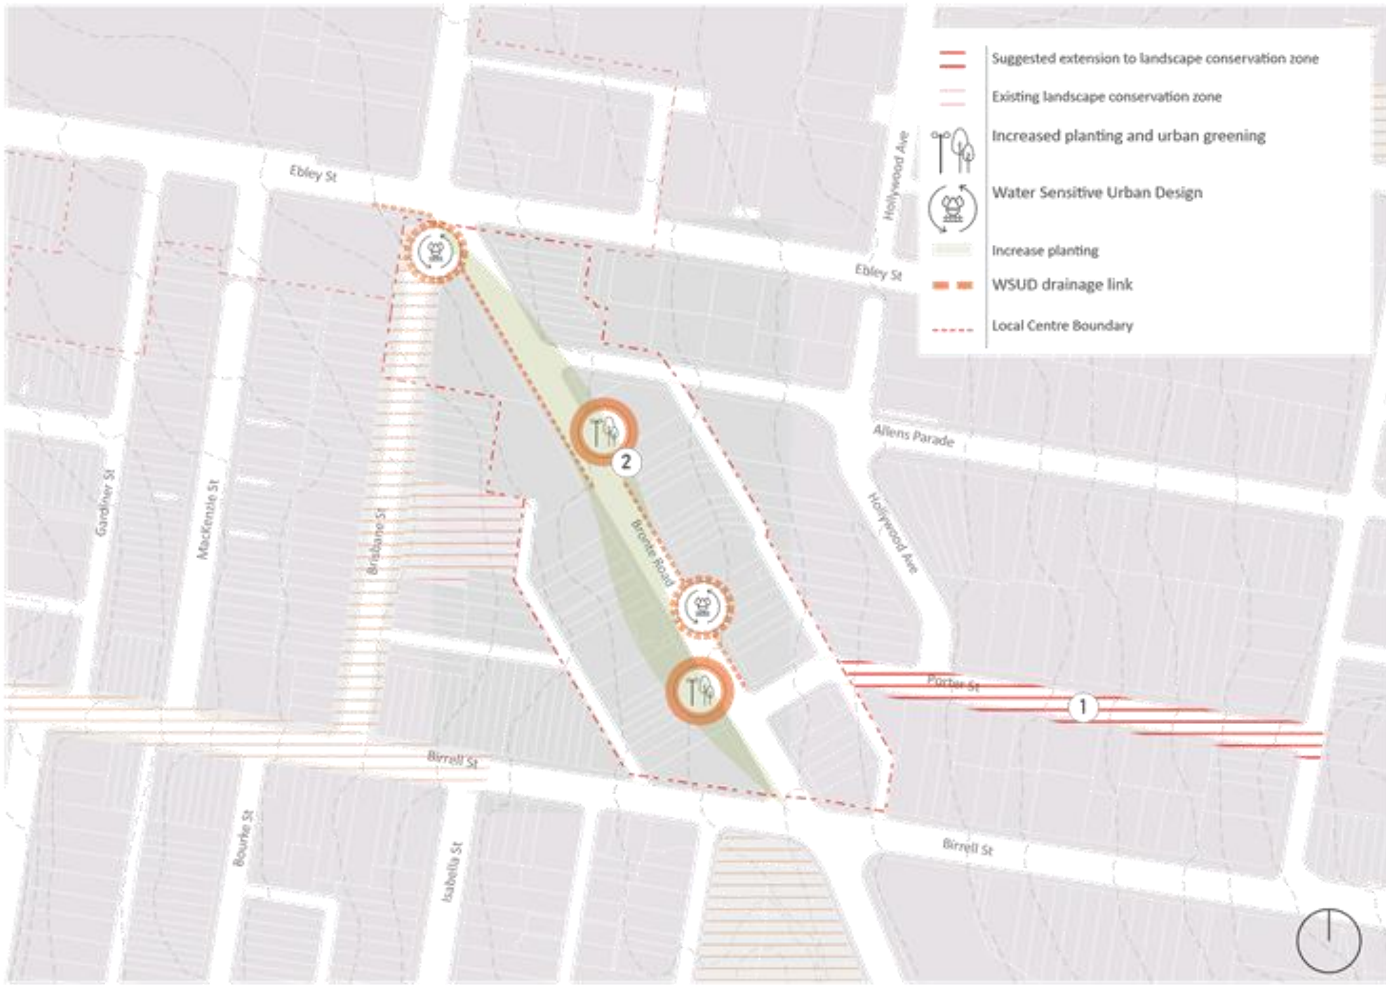 Suggested extension to landscape conservation zone
Existing landscape conservation zone
Increased planting and urban greening
Water Sensitive Urban Design
Increase planting
WSUD drainage link
Local Centre Boundary
Hollywood Ave
Ebley St
Ebley St
Allens Parade
2
Gardiner St
MacKenzie St
Brisbane St
Bronte Road
Hollywood Ave
Porter St
1
Birrell St
Bourke St
Isabella St
Birrell St